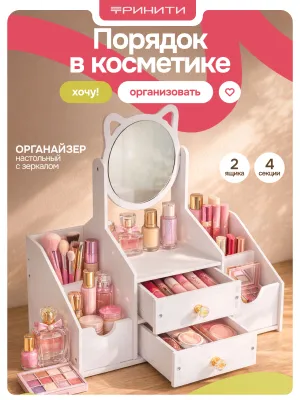 ТРИНИТИ
Порядок
в косметике
хочу!
организовать
ОРГАНАЙЗЕР
настольный
с зеркалом
2
ящика
4
секции